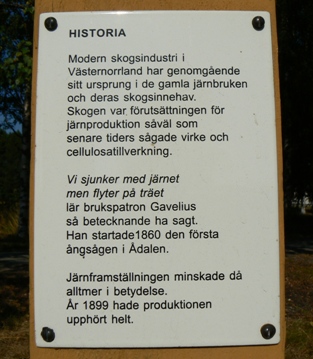 HISTORIA
Modern skogsindustri i
Västernorrland har genomgående
sitt ursprung i de gamla järnbruken
och deras skogsinnehav.
Skogen var förutsättningen för
järnproduktion såväl som
senare tiders sågade virke och
cellulosatillverkning.
Vi sjunker med järnet
men flyter på träet
lär brukspatron Gavelius
så betecknande ha sagt.
Han startade1860 den första
ångsågen i Ådalen.
Järnframställningen minskade då
alltmer i betydelse.
År 1899 hade produktionen
upphört helt.